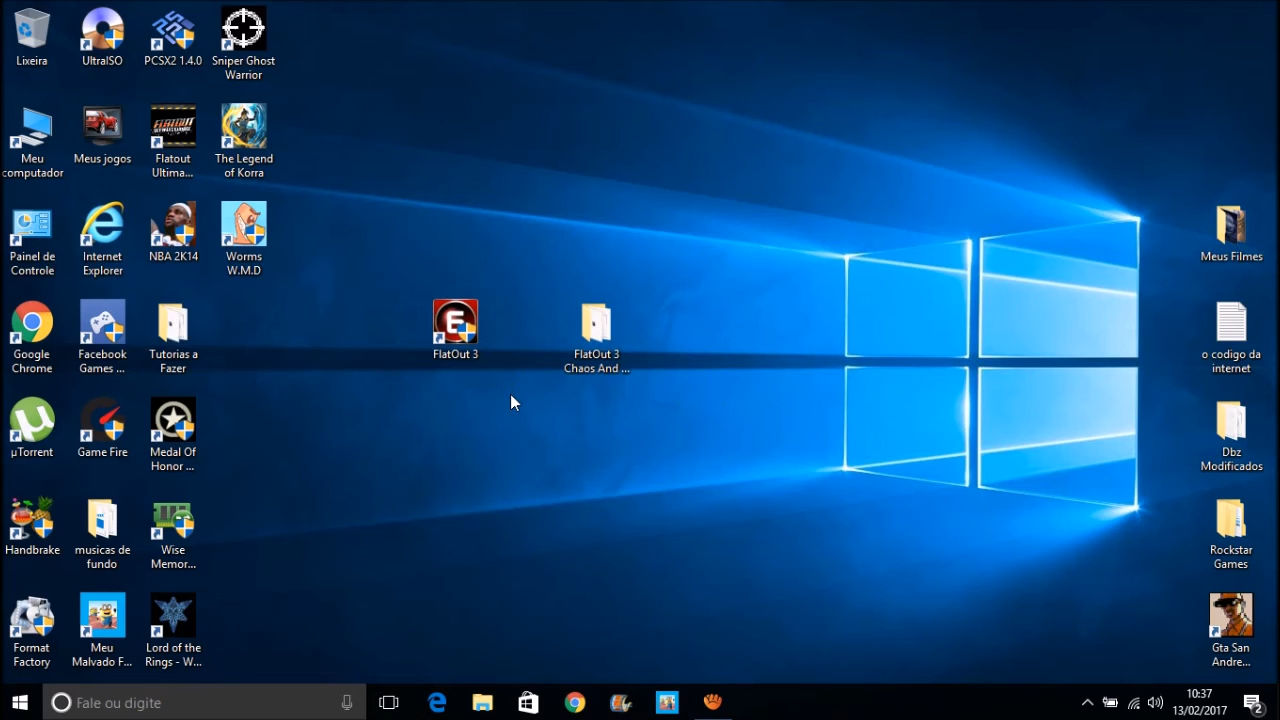 Lixeira
UltraISO
PCSX2 1.4.0
Sniper Ghost
Warrior
Meu
computador
Meus jogos
Flatout
Ultima...
The Legend
of Korra
Painel de
Controle
Internet
Explorer
NBA 2K14
Worms
W.M.D
Meus Filmes
Google
Chrome
Facebook
Games ...
Tutorias a
Fazer
FlatOut 3
FlatOut 3
Chaos And ...
o codigo da
internet
µTorrent
Game Fire
Medal Of
Honor ...
Dbz
Modificados
Handbrake
musicas de
fundo
Wise
Memor...
Rockstar
Games
Format
Factory
Meu
Malvado F...
Lord of the
Rings - W...
Gta San
Andre...
Fale ou digite
10:37
13/02/2017
2